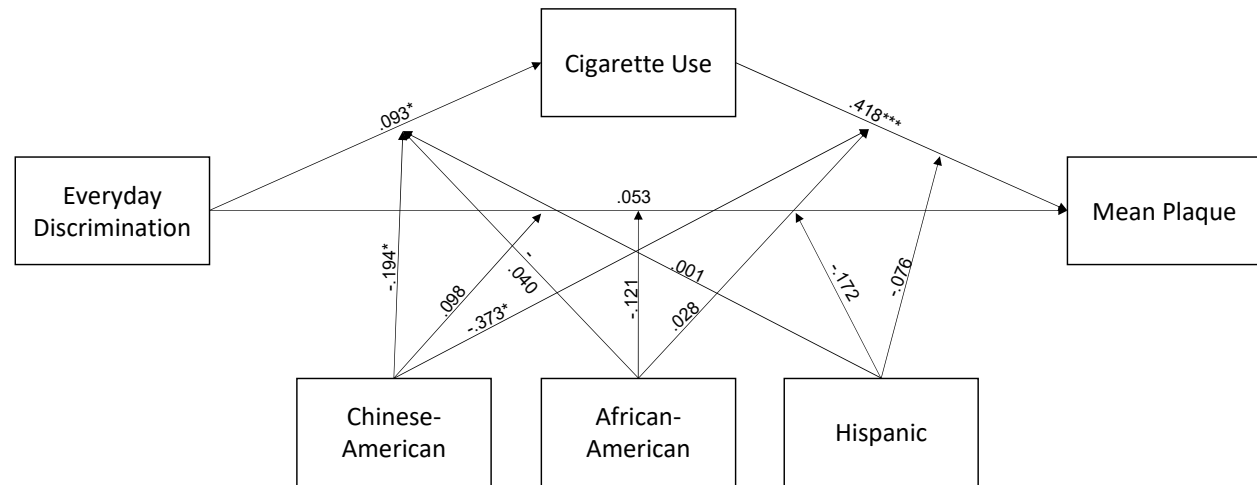 Cigarette Use
.093*
.418***
Everyday
Discrimination
.053
Mean Plaque
-.194*
.098
-.373*
-
.040
-.121
.028
.001
-.172
-.076
Chinese-
American
African-
American
Hispanic